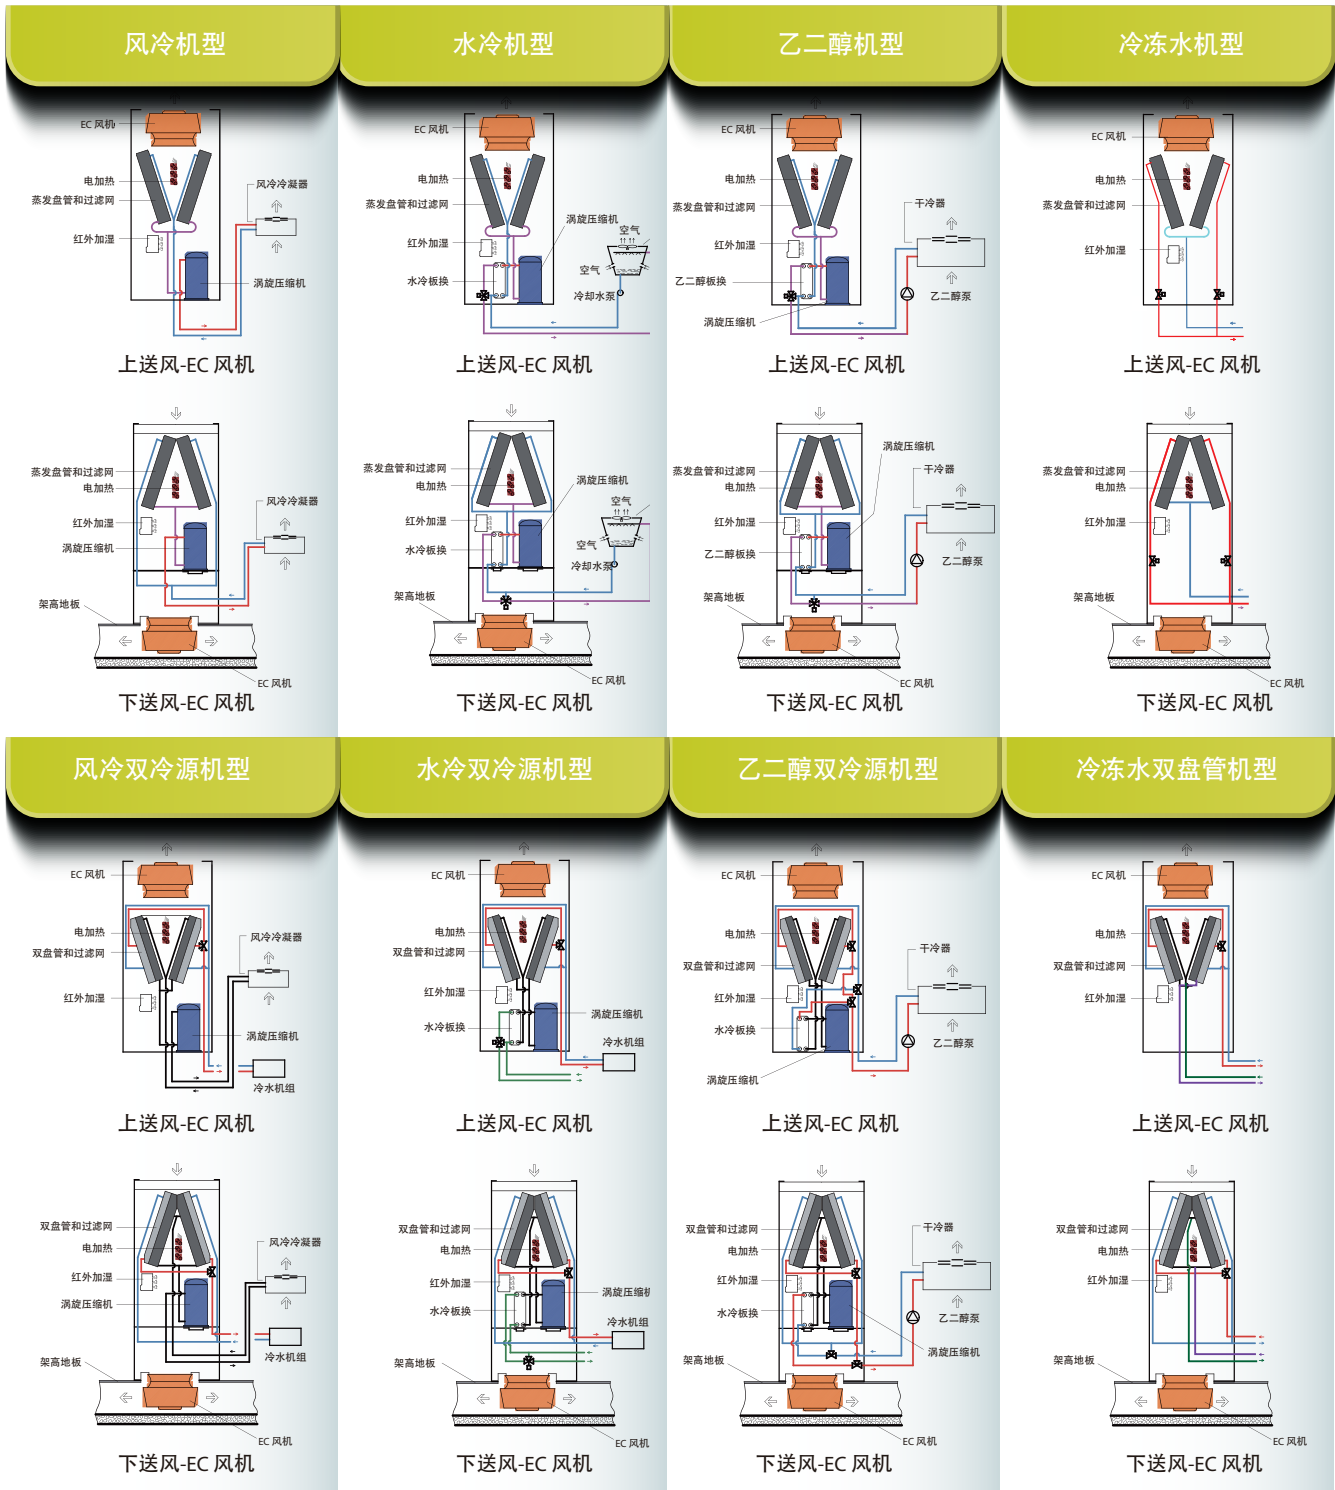 风冷机型
水冷机型
乙二醇机型
冷冻水机型
EC 风机
电加热
蒸发盘管和过滤网
红外加湿
风冷冷凝器
涡旋压缩机
上送风-EC 风机
EC 风机
电加热
蒸发盘管和过滤网
红外加湿
水冷板换
涡旋压缩机
空气
空气
冷却水泵
上送风-EC 风机
EC 风机
电加热
蒸发盘管和过滤网
红外加湿
乙二醇板换
涡旋压缩机
干冷器
乙二醇泵
上送风-EC 风机
EC 风机
电加热
蒸发盘管和过滤网
红外加湿
上送风-EC 风机
蒸发盘管和过滤网
电加热
红外加湿
涡旋压缩机
风冷冷凝器
架高地板
EC 风机
下送风-EC 风机
蒸发盘管和过滤网
电加热
红外加湿
水冷板换
涡旋压缩机
空气
空气
冷却水泵
架高地板
EC 风机
下送风-EC 风机
蒸发盘管和过滤网
电加热
红外加湿
乙二醇板换
涡旋压缩机
干冷器
乙二醇泵
架高地板
EC 风机
下送风-EC 风机
蒸发盘管和过滤网
电加热
红外加湿
架高地板
EC 风机
下送风-EC 风机
风冷双冷源机型
水冷双冷源机型
乙二醇双冷源机型
冷冻水双盘管机型
EC 风机
电加热
双盘管和过滤网
红外加湿
风冷冷凝器
涡旋压缩机
冷水机组
上送风-EC 风机
EC 风机
电加热
双盘管和过滤网
红外加湿
水冷板换
涡旋压缩机
冷水机组
上送风-EC 风机
EC 风机
电加热
双盘管和过滤网
红外加湿
水冷板换
涡旋压缩机
干冷器
乙二醇泵
上送风-EC 风机
EC 风机
电加热
双盘管和过滤网
红外加湿
上送风-EC 风机
双盘管和过滤网
电加热
红外加湿
涡旋压缩机
风冷冷凝器
冷水机组
架高地板
EC 风机
下送风-EC 风机
双盘管和过滤网
电加热
红外加湿
水冷板换
涡旋压缩机
冷水机组
架高地板
EC 风机
下送风-EC 风机
双盘管和过滤网
电加热
红外加湿
水冷板换
干冷器
乙二醇泵
涡旋压缩机
架高地板
EC 风机
下送风-EC 风机
双盘管和过滤网
电加热
红外加湿
架高地板
EC 风机
下送风-EC 风机